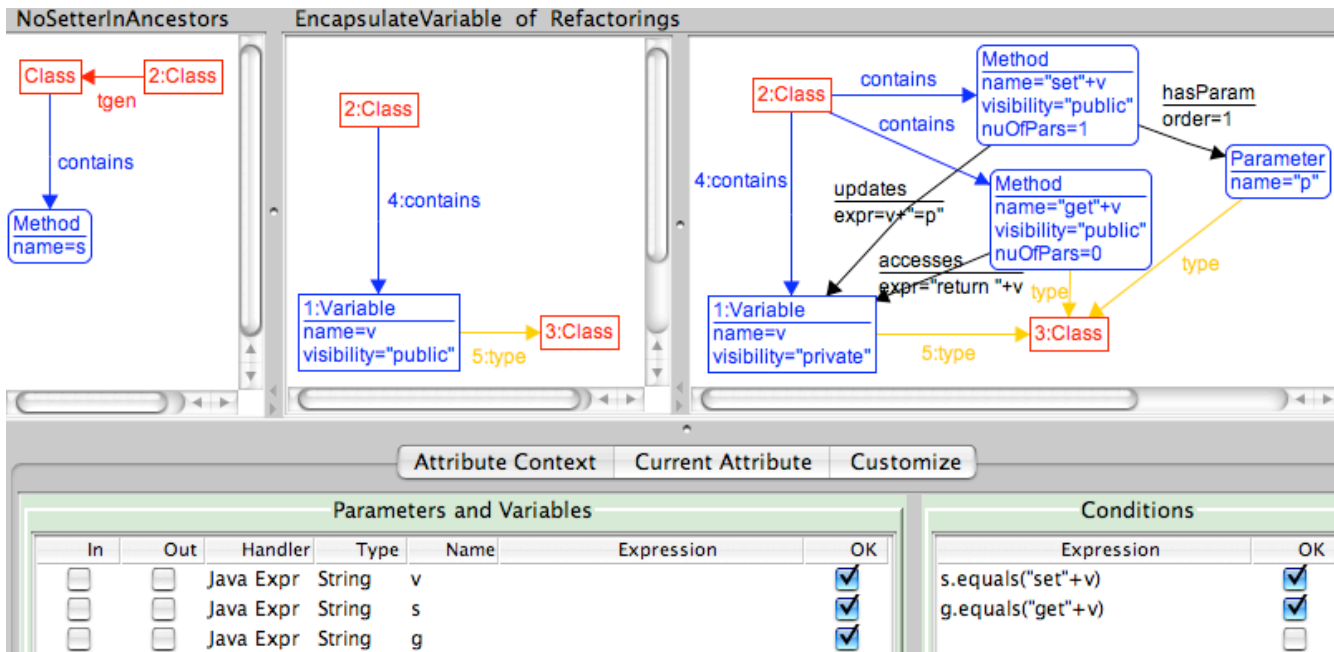 NoSetterInAncestors
EncapsulateVariable of Refactorings
Class
2:Class
tgen
contains
Method
name=s
2:Class
4:contains
1:Variable
name=v
visibility="public"
5:type
3:Class
2:Class
contains
contains
4:contains
Method
name="set"+v
visibility="public"
nuOfPars=1
hasParam
order=1
Parameter
name="p"
updates
expr=v+"=p"
Method
name="get"+v
visibility="public"
nuOfPars=0
accesses
expr="return "+v
type
type
1:Variable
name=v
visibility="private"
5:type
3:Class
Attribute Context
Current Attribute
Customize
Parameters and Variables
Conditions
In Out Handler Type Name Expression OK
Expression OK
Java Expr String v
s.equals("set"+v)
Java Expr String s
g.equals("get"+v)
Java Expr String g